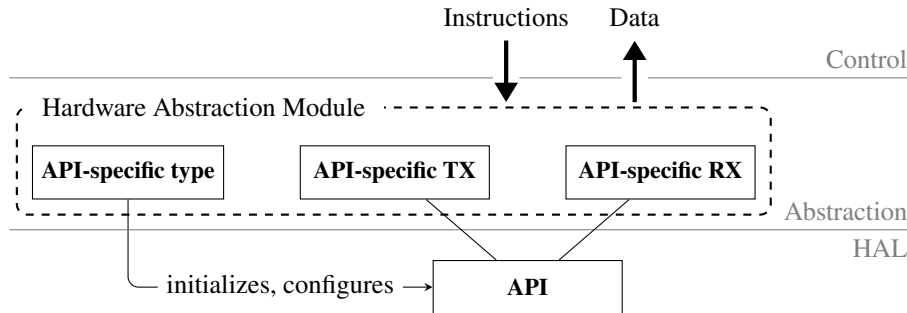 Instructions Data
Control
Hardware Abstraction Module
API-specific type API-specific TX API-specific RX
Abstraction
HAL
initializes, configures API